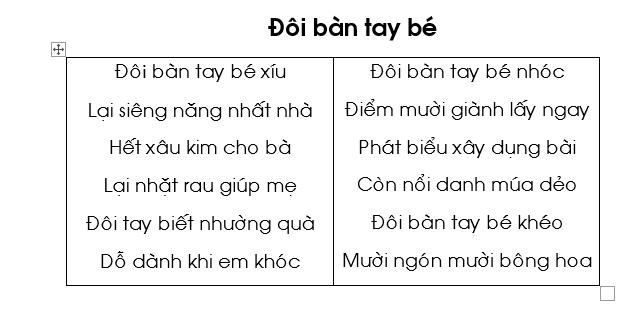 Đôi bàn tay bé
Đôi bàn tay bé xíu
Lại siêng năng nhất nhà
Hết xâu kim cho bà
Lại nhặt rau giúp mẹ
Đôi tay biết nhường quà
Dỗ dành khi em khóc
Đôi bàn tay bé nhóc
Điểm mười giành lấy ngay
Phát biểu xây dựng bài
Còn nổi danh múa dẻo
Đôi bàn tay bé khéo
Mười ngón mười bông hoa